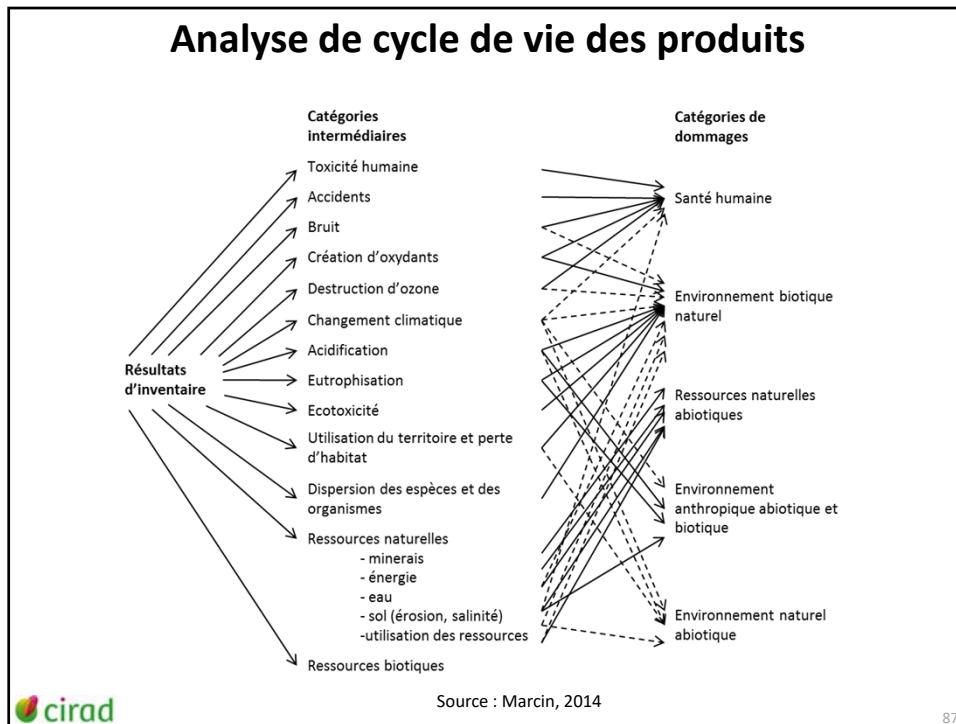 Analyse de cycle de vie des produits
Catégories
intermédiaires
Catégories de
dommages
Toxicité humaine
Accidents
Bruit
Création d'oxydants
Destruction d'ozone
Changement climatique
Acidification
Eutrophisation
Ecotoxicité
Utilisation du territoire et perte
d'habitat
Dispersion des espèces et des
organismes
Ressources naturelles
- minerais
- énergie
- eau
- sol (érosion, salinité)
-utilisation des ressources
Ressources biotiques
Résultats
d'inventaire
Santé humaine
Environnement biotique
naturel
Ressources naturelles
abiotiques
Environnement
anthropique abiotique et
biotique
Environnement naturel
abiotique
Source : Marcin, 2014
cirad
87